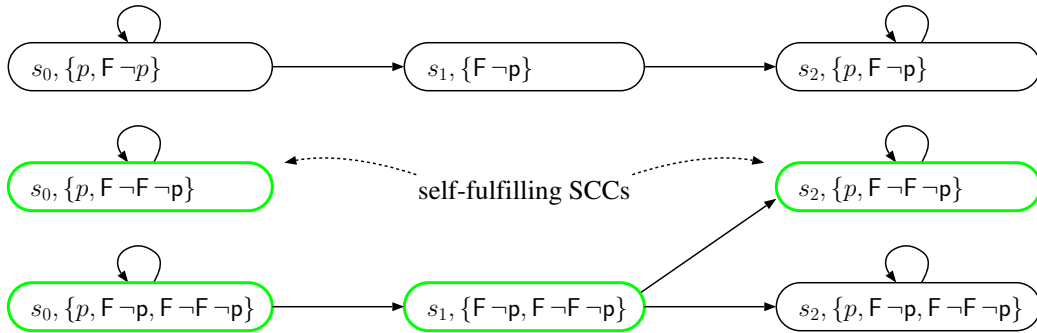 s₀, {p, F ¬p} s₁, {F ¬p} s₂, {p, F ¬p}
s₀, {p, F ¬F ¬p} self-fulfilling SCCs s₂, {p, F ¬F ¬p}
s₀, {p, F ¬p, F ¬F ¬p} s₁, {F ¬p, F ¬F ¬p} s₂, {p, F ¬p, F ¬F ¬p}